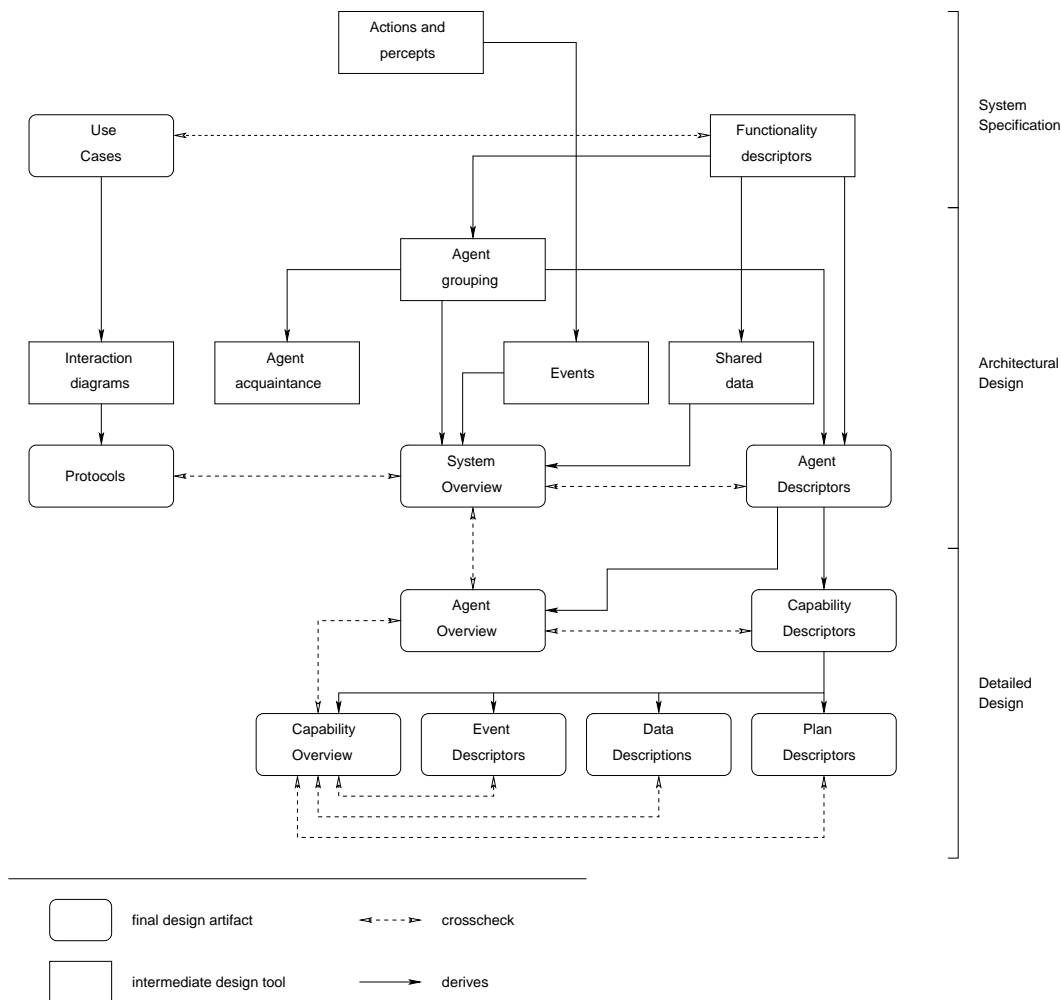 Actions and
percepts
System
Specification
Use
Cases
Functionality
descriptors
Agent
grouping
Interaction
diagrams
Agent
acquaintance
Events
Shared
data
Architectural
Design
Protocols
System
Overview
Agent
Descriptors
Agent
Overview
Capability
Descriptors
Detailed
Design
Capability
Overview
Event
Descriptors
Data
Descriptions
Plan
Descriptors
final design artifact
crosscheck
intermediate design tool
derives